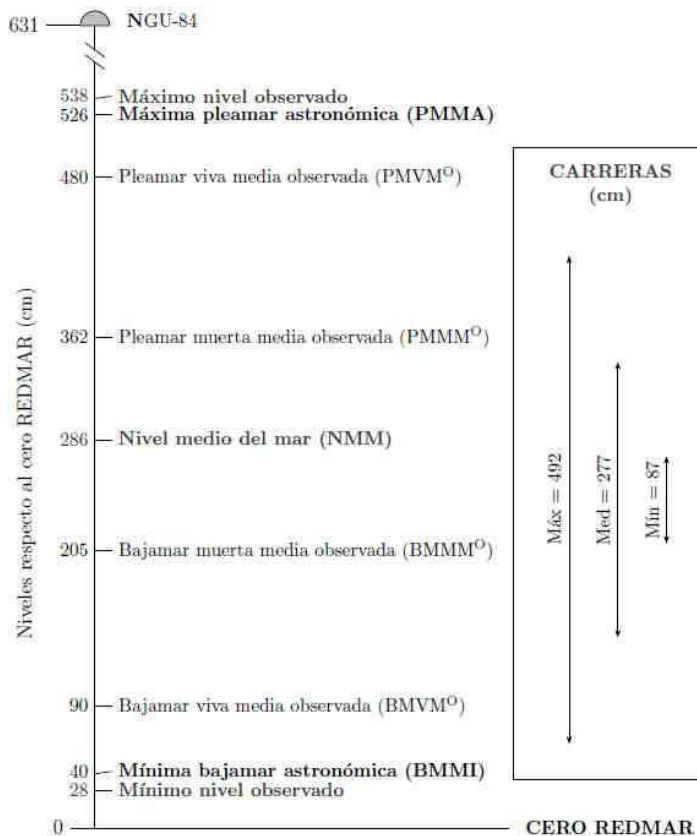 631 NGU-84
538 Máximo nivel observado
526 Máxima pleamar astronómica (PMMA)
480 Pleamar viva media observada (PMVM^O)
362 Pleamar muerta media observada (PMMM^O)
286 Nivel medio del mar (NMM)
205 Bajamar muerta media observada (BMMM^O)
90 Bajamar viva media observada (BMVM^O)
40 Mínima bajamar astronómica (BMMI)
28 Mínimo nivel observado
0 CERO REDMAR
Niveles respecto al cero REDMAR (cm)
CARRERAS
(cm)
Máx = 492
Med = 277
Mín = 87